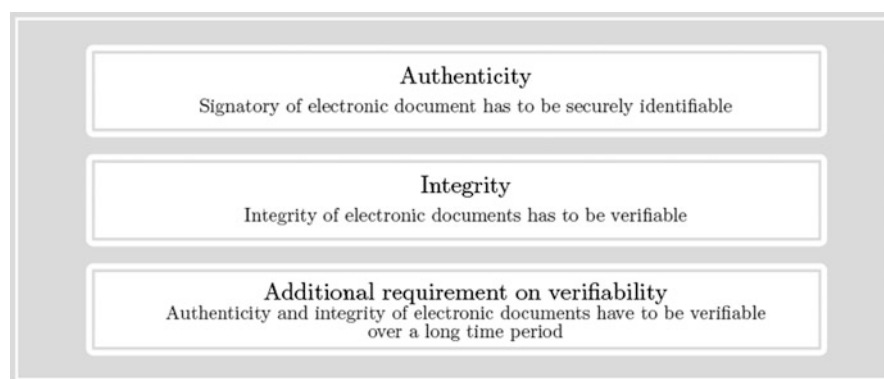 Authenticity
Signatory of electronic document has to be securely identifiable
Integrity
Integrity of electronic documents has to be verifiable
Additional requirement on verifiability
Authenticity and integrity of electronic documents have to be verifiable
over a long time period